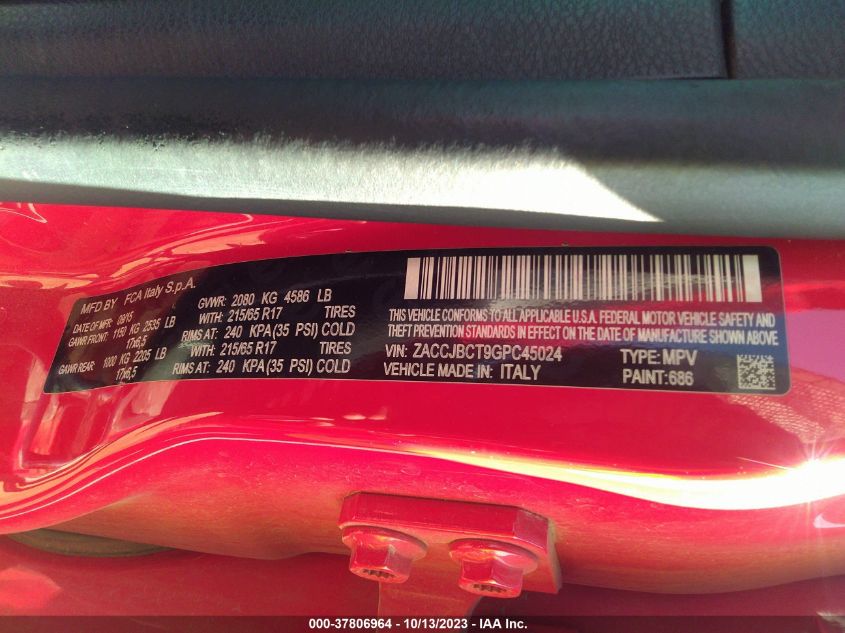 MFD BY FCA Italy S.p.A.
DATE OF MFR: 09/15 GVWR: 2080 KG 4586 LB
GAWR FRONT: 1150 KG 2535 LB WITH: 215/65 R17 TIRES
17x6,5 RIMS AT: 240 KPA(35 PSI) COLD
GAWR REAR: 1000 KG 2205 LB WITH: 215/65 R17 TIRES
17x6,5 RIMS AT: 240 KPA(35 PSI) COLD
THIS VEHICLE CONFORMS TO ALL APPLICABLE U.S.A. FEDERAL MOTOR VEHICLE SAFETY AND
THEFT PREVENTION STANDARDS IN EFFECT ON THE DATE OF MANUFACTURE SHOWN ABOVE
VIN: ZACCJBCT9GPC45024 TYPE: MPV
VEHICLE MADE IN: ITALY PAINT:686
000-37806964 - 10/13/2023 - IAA Inc.